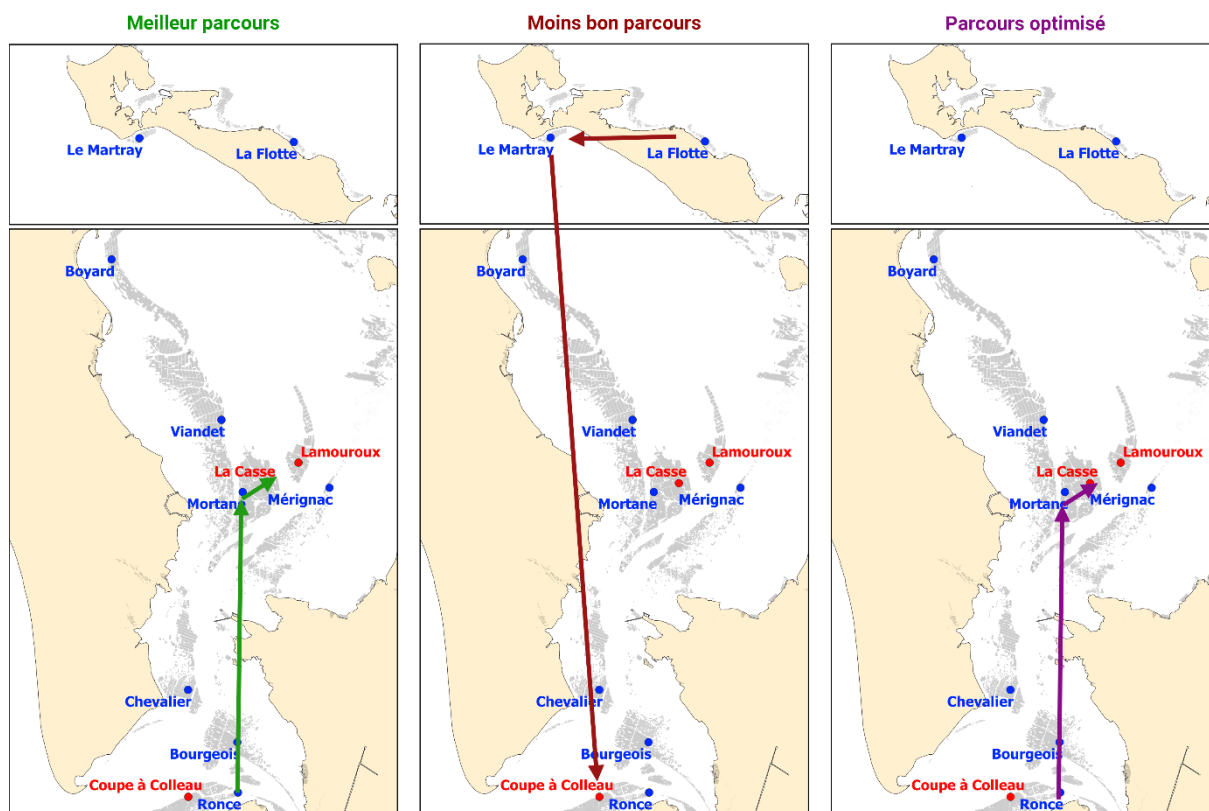 Meilleur parcours
Le Martray
La Flotte
Boyard
Viandet
Lamouroux
La Casse
Mortane
Mérignac
Chevalier
Bourgeois
Coupe à Colleau
Ronce
Moins bon parcours
Le Martray
La Flotte
Boyard
Viandet
Lamouroux
La Casse
Mortane
Mérignac
Chevalier
Bourgeois
Coupe à Colleau
Ronce
Parcours optimisé
Le Martray
La Flotte
Boyard
Viandet
Lamouroux
La Casse
Mortane
Mérignac
Chevalier
Bourgeois
Coupe à Colleau
Ronce